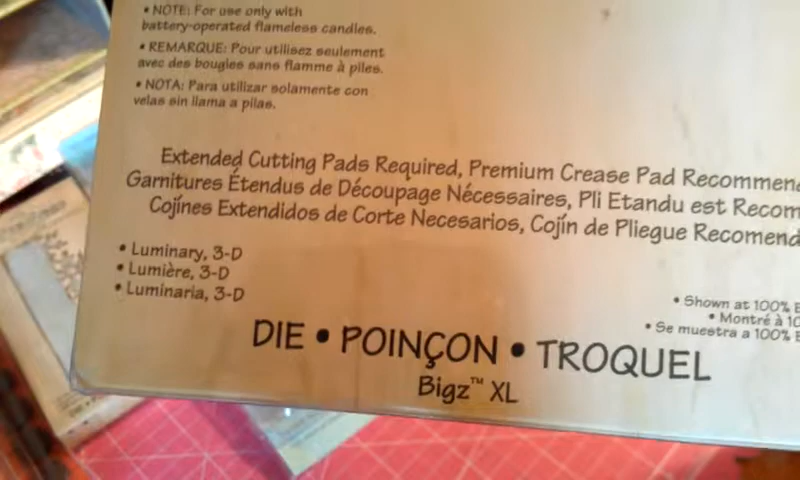 • NOTE: For use only with
battery-operated flameless candles.
• REMARQUE: Pour utilisez seulement
avec des bougies sans flamme à piles.
• NOTA: Para utilizar solamente con
velas sin llama a pilas.
Extended Cutting Pads Required, Premium Crease Pad Recommend
Garnitures Étendus de Découpage Nécessaires, Pli Etandu est Recom
Cojínes Extendidos de Corte Necesarios, Cojín de Pliegue Recomend
• Luminary, 3-D
• Lumière, 3-D
• Luminaria, 3-D
• Shown at 100%
• Montré à 10
• Se muestra a 100%
DIE • POINÇON • TROQUEL
Bigz™ XL